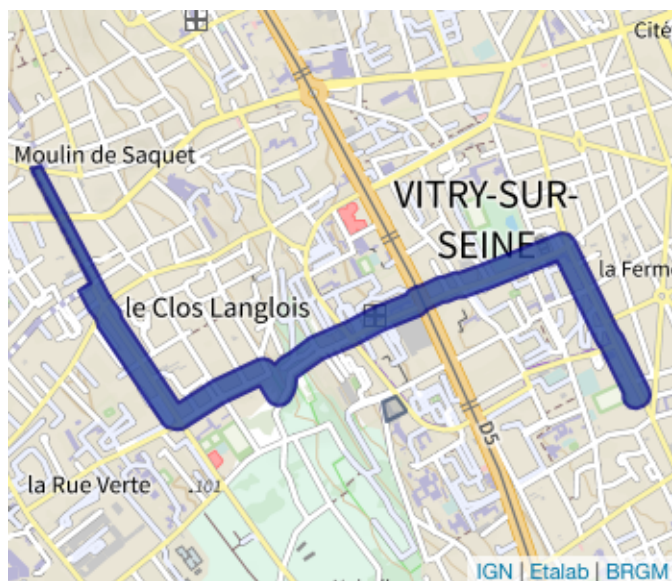 Cité
Moulin de Saquet
VITRY-SUR-
SEINE
la Ferme
le Clos Langlois
D5
la Rue Verte
.101
IGN | Etalab | BRGM